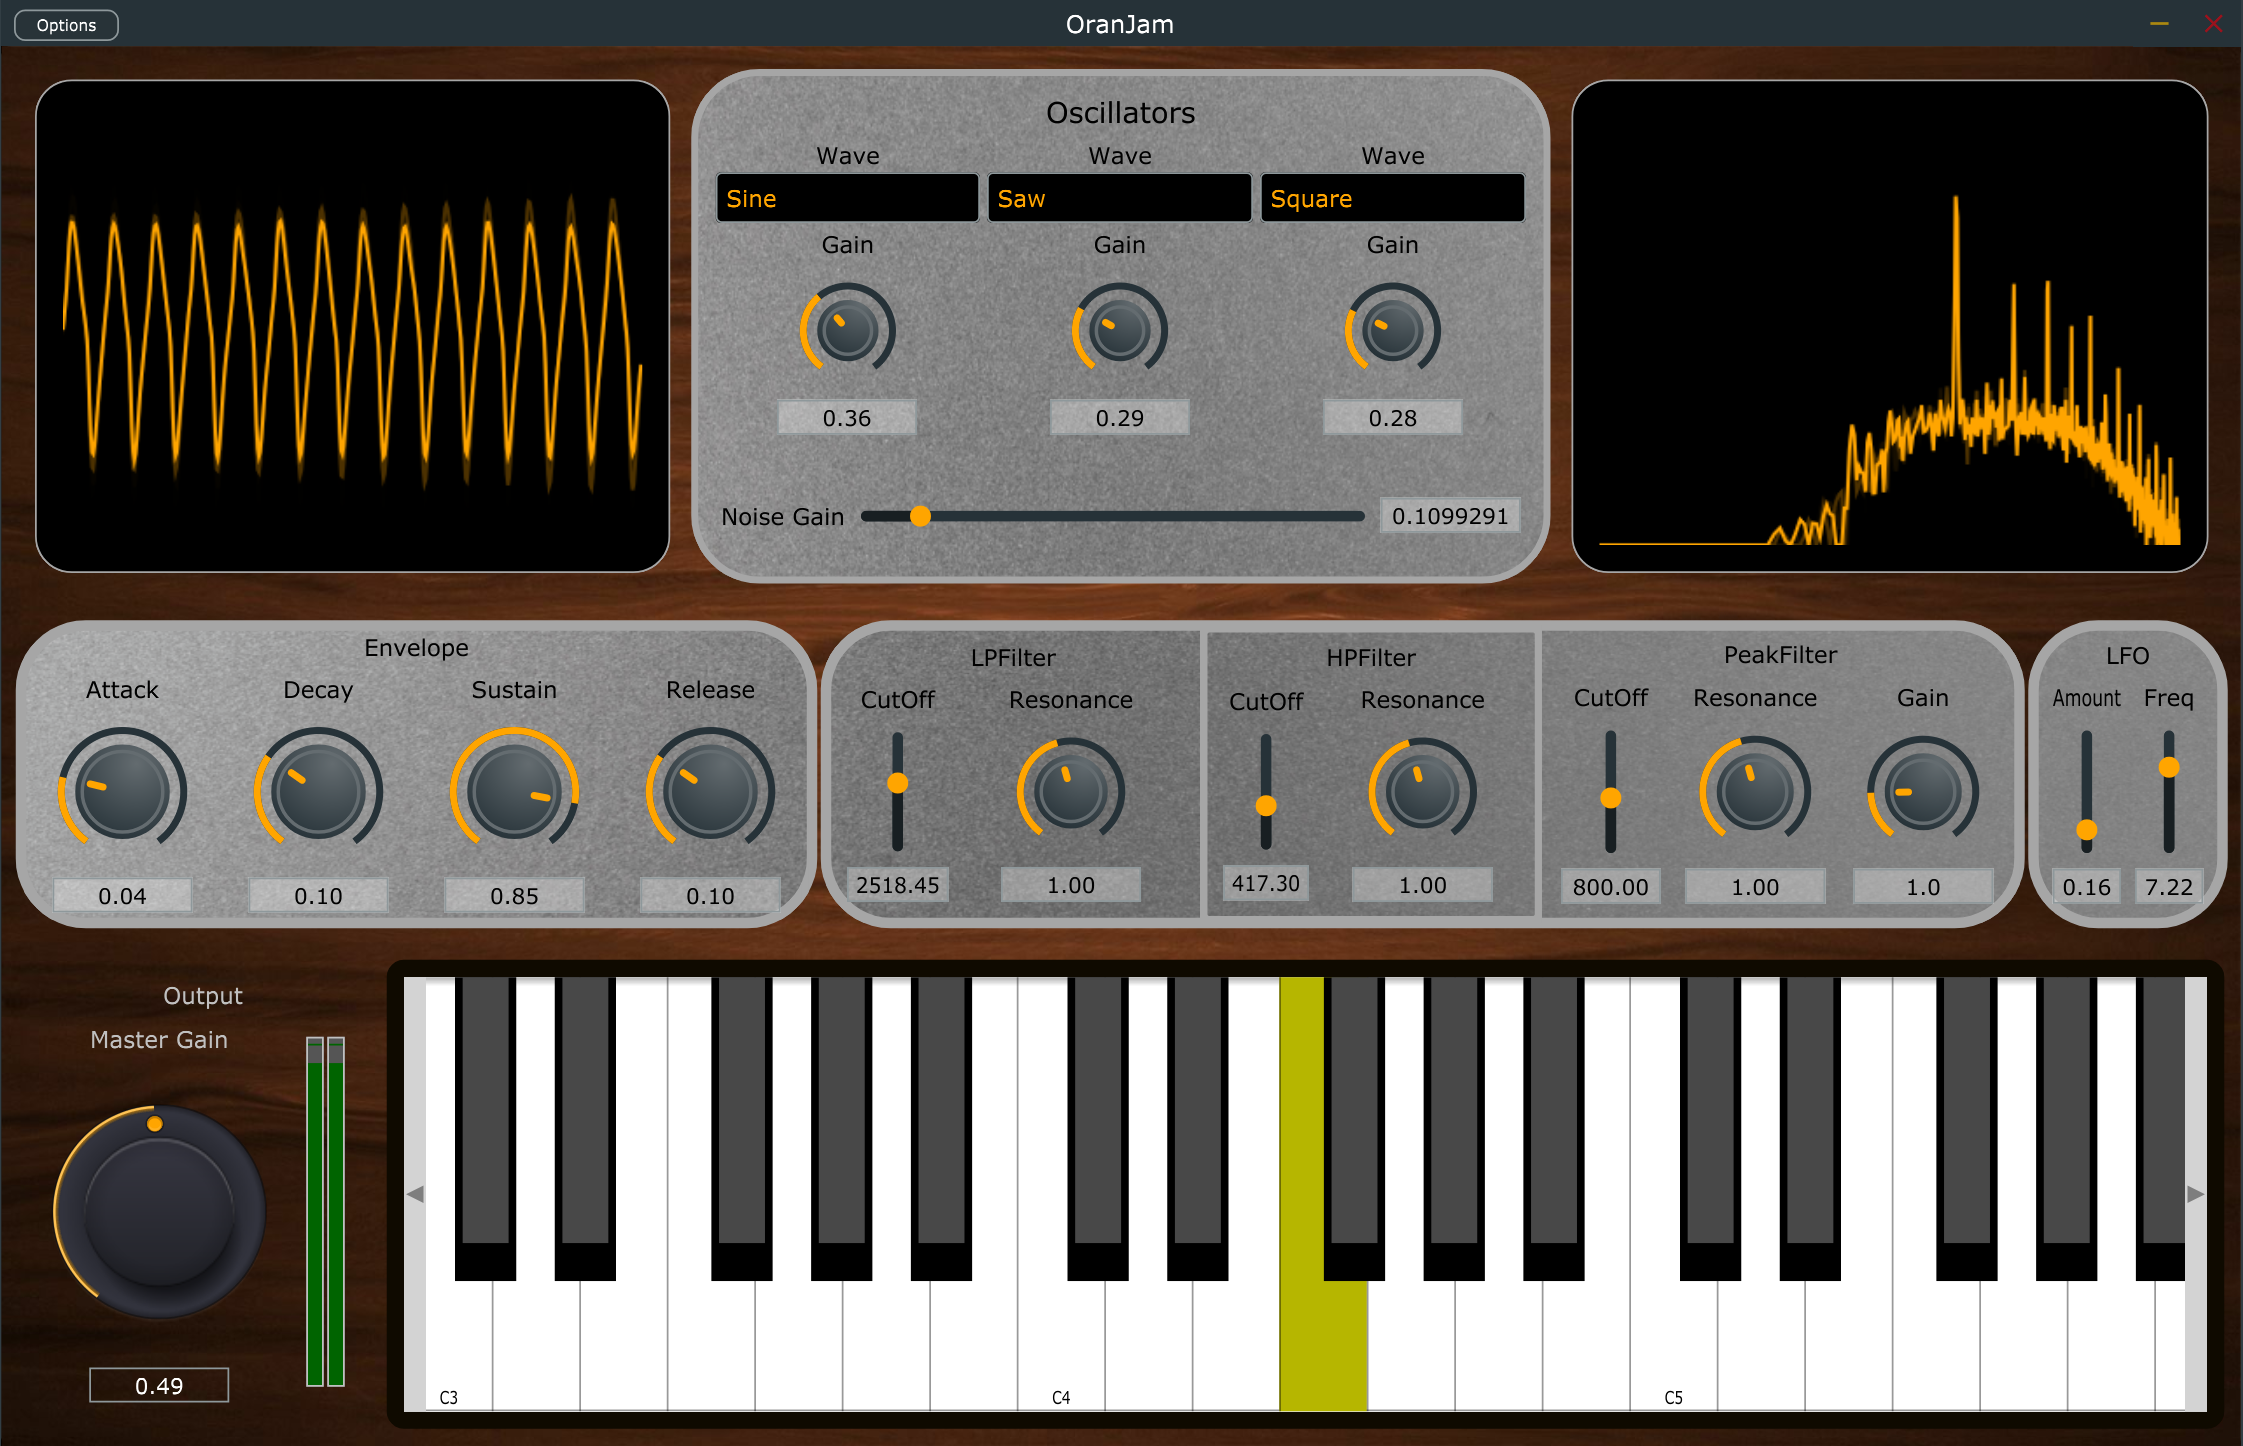 Options
OranJam
Oscillators
Wave Wave Wave
Sine Saw Square
Gain Gain Gain
0.36 0.29 0.28
Noise Gain 0.1099291
Envelope
Attack Decay Sustain Release
0.04 0.10 0.85 0.10
LPFilter
CutOff Resonance
2518.45 1.00
HPFilter
CutOff Resonance
417.30 1.00
PeakFilter
CutOff Resonance Gain
800.00 1.00 1.0
LFO
Amount Freq
0.16 7.22
Output
Master Gain
0.49
C3 C4 C5